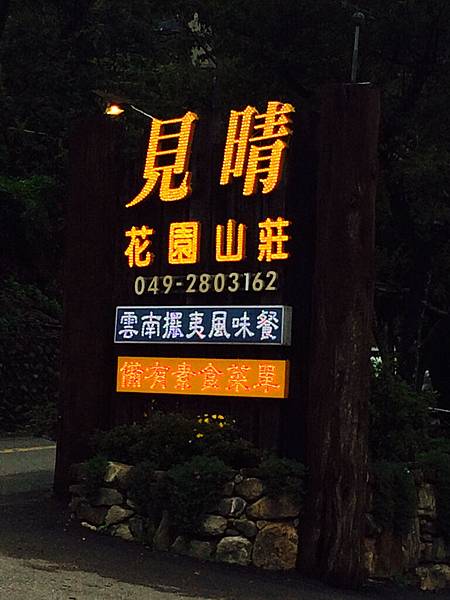 見晴
花園山莊
049-2803162
雲南擺夷風味餐
備有素食菜單